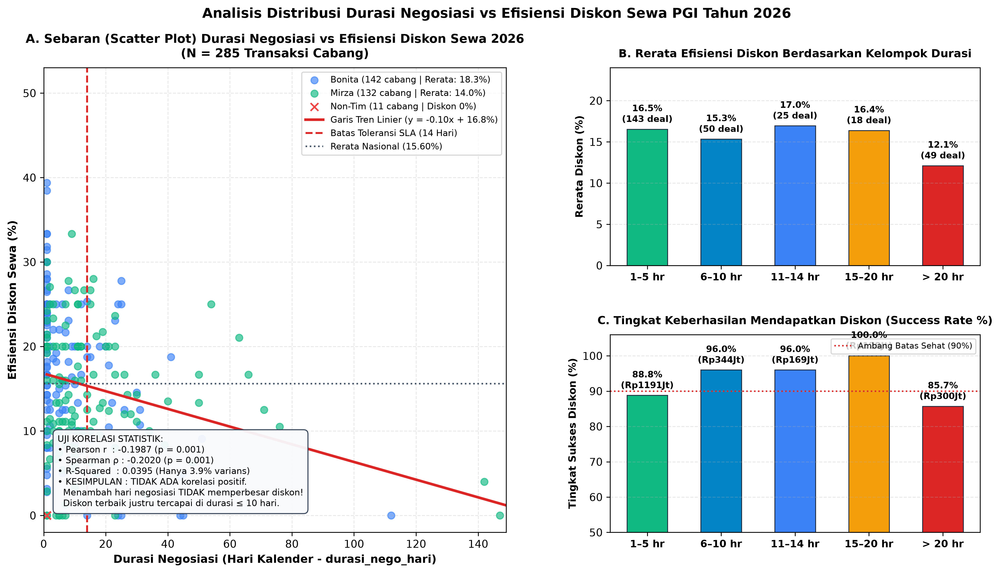 Analisis Distribusi Durasi Negosiasi vs Efisiensi Diskon Sewa PGI Tahun 2026
A. Sebaran (Scatter Plot) Durasi Negosiasi vs Efisiensi Diskon Sewa 2026
(N = 285 Transaksi Cabang)
Bonita (142 cabang | Rerata: 18.3%)
Mirza (132 cabang | Rerata: 14.0%)
Non-Tim (11 cabang | Diskon 0%)
Garis Tren Linier (y = -0.10x + 16.8%)
Batas Toleransi SLA (14 Hari)
Rerata Nasional (15.60%)
Efisiensi Diskon Sewa (%)
50
40
30
20
10
0
UJI KORELASI STATISTIK:
• Pearson r : -0.1987 (p = 0.001)
• Spearman ρ : -0.2020 (p = 0.001)
• R-Squared : 0.0395 (Hanya 3.9% varians)
• KESIMPULAN : TIDAK ADA korelasi positif.
Menambah hari negosiasi TIDAK memperbesar diskon!
Diskon terbaik justru tercapai di durasi ≤ 10 hari.
0 20 40 60 80 100 120 140
Durasi Negosiasi (Hari Kalender - durasi_nego_hari)
B. Rerata Efisiensi Diskon Berdasarkan Kelompok Durasi
Rerata Diskon (%)
20
15
10
5
0
16.5%
(143 deal)
15.3%
(50 deal)
17.0%
(25 deal)
16.4%
(18 deal)
12.1%
(49 deal)
1–5 hr 6–10 hr 11–14 hr 15–20 hr > 20 hr
C. Tingkat Keberhasilan Mendapatkan Diskon (Success Rate %)
Tingkat Sukses Diskon (%)
100
90
80
70
60
50
Ambang Batas Sehat (90%)
88.8%
(Rp1191Jt)
96.0%
(Rp344Jt)
96.0%
(Rp169Jt)
100.0%
85.7%
(Rp300Jt)
1–5 hr 6–10 hr 11–14 hr 15–20 hr > 20 hr